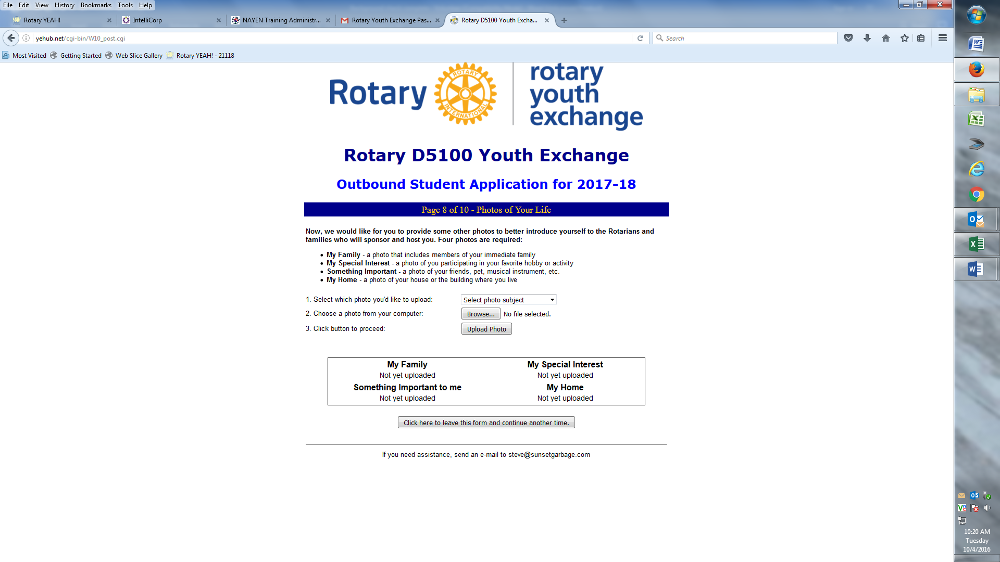 File Edit View History Bookmarks Tools Help
Rotary YEAH!
IntelliCorp
NAYEN Training Administr...
Rotary Youth Exchange Pas...
Rotary D5100 Youth Excha...
yehub.net/cgi-bin/W10_post.cgi
Search
Most Visited Getting Started Web Slice Gallery Rotary YEAH! - 21118
Rotary
ROTARY
INTERNATIONAL
rotary
youth
exchange
Rotary D5100 Youth Exchange
Outbound Student Application for 2017-18
Page 8 of 10 - Photos of Your Life
Now, we would like for you to provide some other photos to better introduce yourself to the Rotarians and
families who will sponsor and host you. Four photos are required:
• My Family - a photo that includes members of your immediate family
• My Special Interest - a photo of you participating in your favorite hobby or activity
• Something Important - a photo of your friends, pet, musical instrument, etc.
• My Home - a photo of your house or the building where you live
1. Select which photo you'd like to upload: Select photo subject
2. Choose a photo from your computer: Browse... No file selected.
3. Click button to proceed: Upload Photo
My Family My Special Interest
Not yet uploaded Not yet uploaded
Something Important to me My Home
Not yet uploaded Not yet uploaded
Click here to leave this form and continue another time.
If you need assistance, send an e-mail to steve@sunsetgarbage.com
10:20 AM
Tuesday
10/4/2016